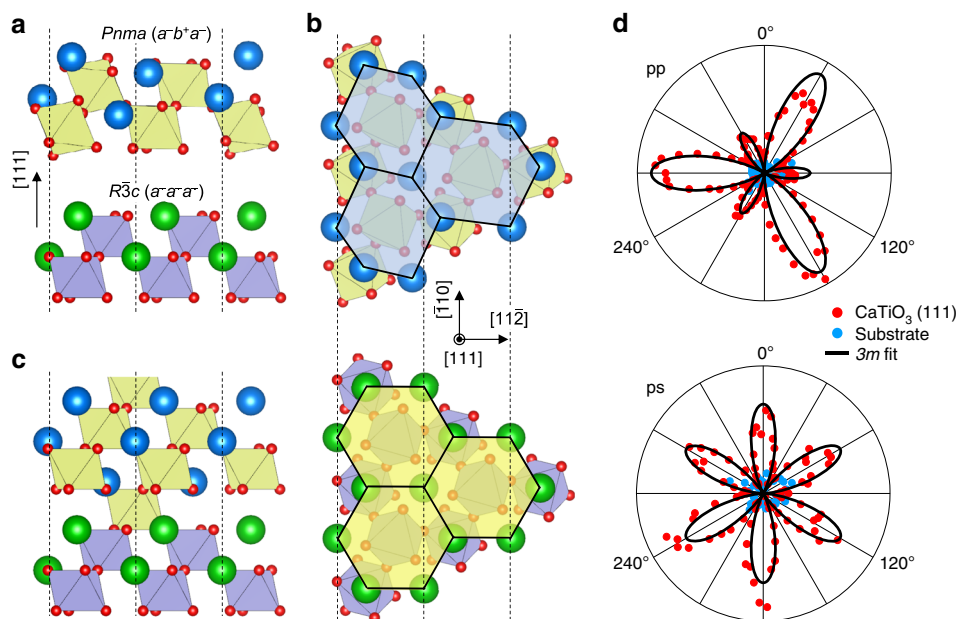 a
Pnma (a⁻b⁺a⁻)
[111]
R3̄c (a⁻a⁻a⁻)
b
[1̄10]
[112̄]
[111]
c
d
0°
pp
240°
120°
CaTiO₃ (111)
Substrate
3m fit
0°
ps
240°
120°